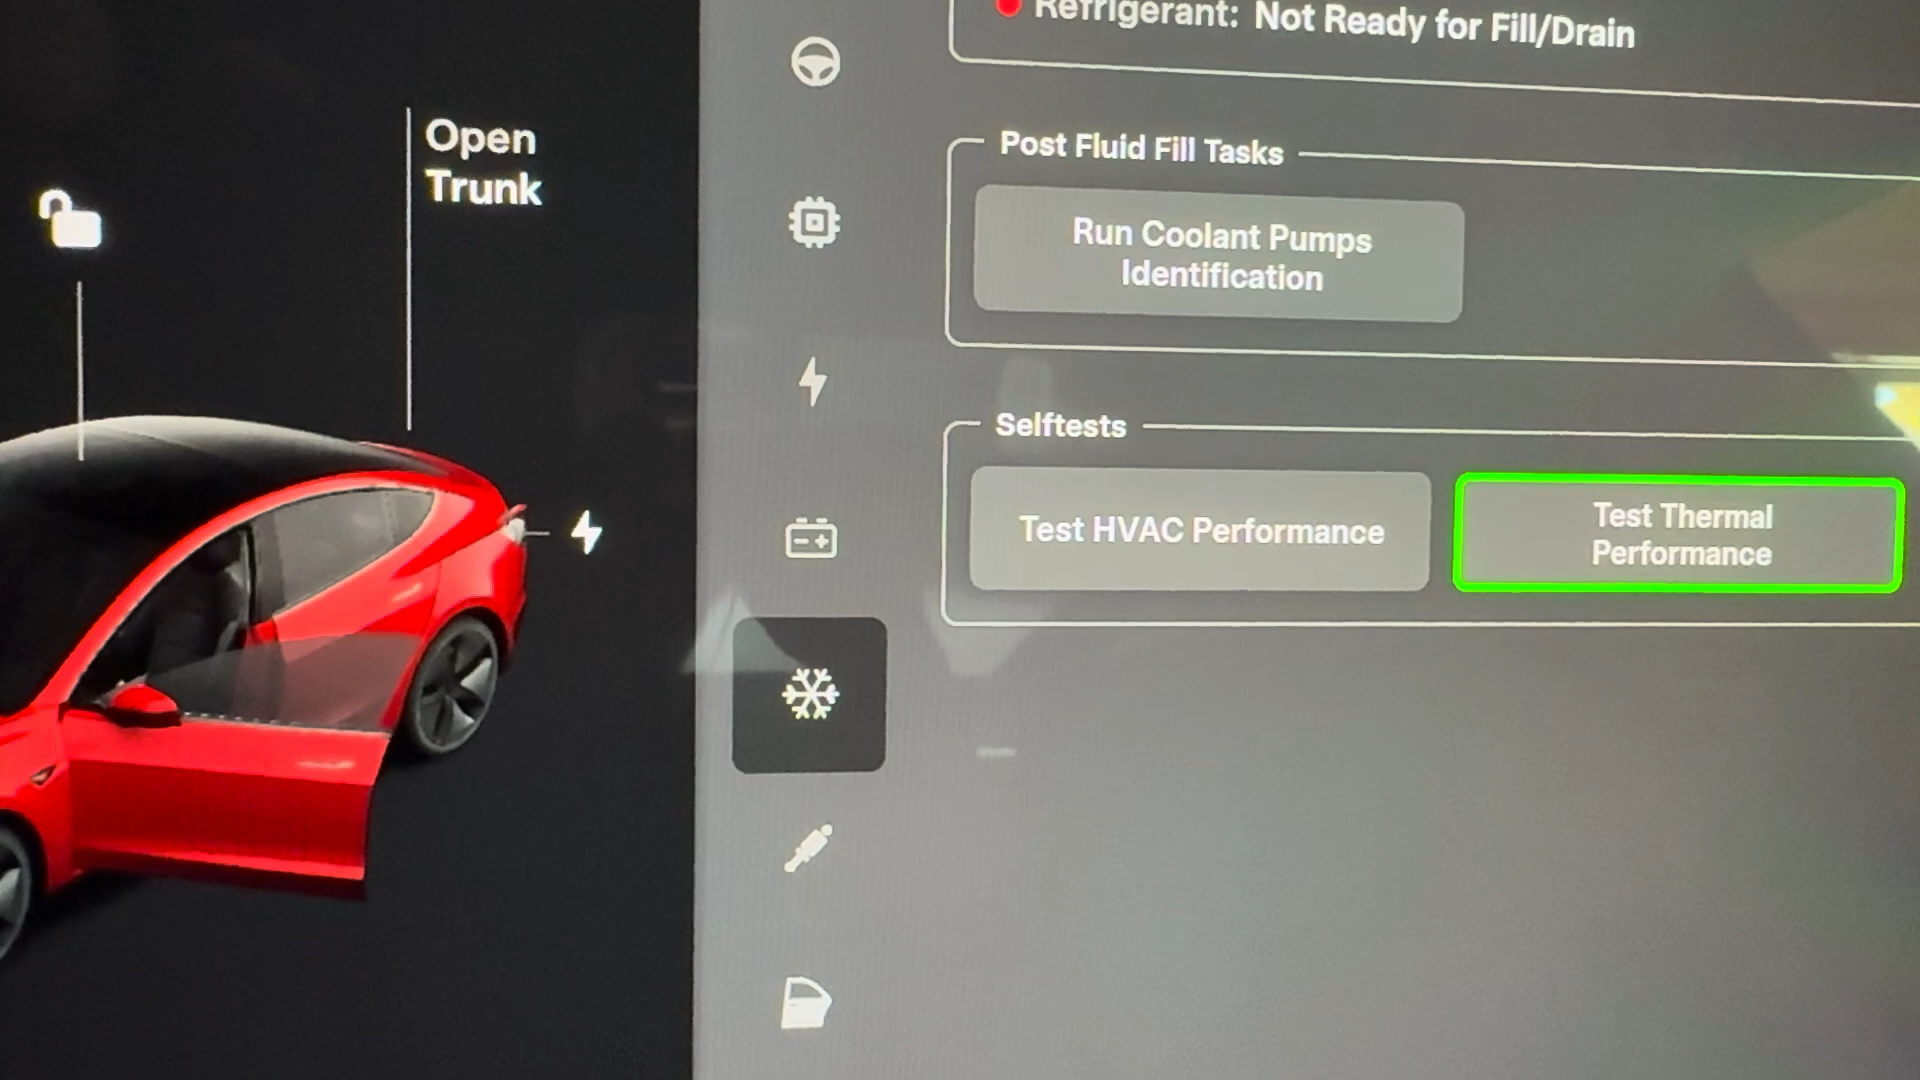 Refrigerant: Not Ready for Fill/Drain
Open
Trunk
Post Fluid Fill Tasks
Run Coolant Pumps
Identification
Selftests
Test HVAC Performance
Test Thermal
Performance